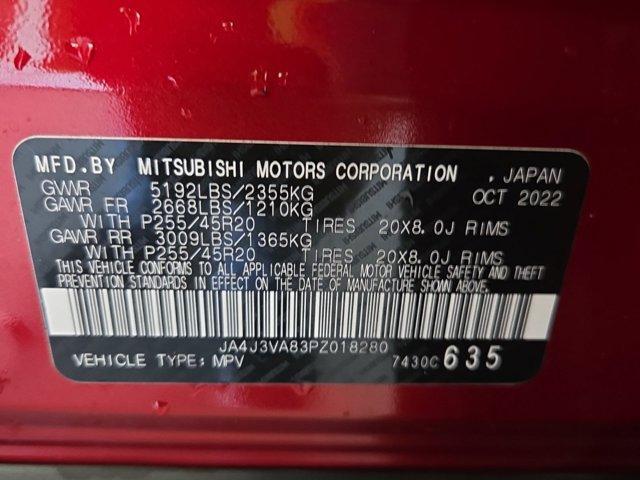 MFD.BY MITSUBISHI MOTORS CORPORATION , JAPAN
GVWR 5192LBS/2355KG OCT 2022
GAWR FR 2668LBS/1210KG
WITH P255/45R20 TIRES 20X8.0J RIMS
GAWR RR 3009LBS/1365KG
WITH P255/45R20 TIRES 20X8.0J RIMS
THIS VEHICLE CONFORMS TO ALL APPLICABLE FEDERAL MOTOR VEHICLE SAFETY AND THEFT
PREVENTION STANDARDS IN EFFECT ON THE DATE OF MANUFACTURE SHOWN ABOVE.
JA4J3VA83PZ018280
VEHICLE TYPE: MPV 7430C 635